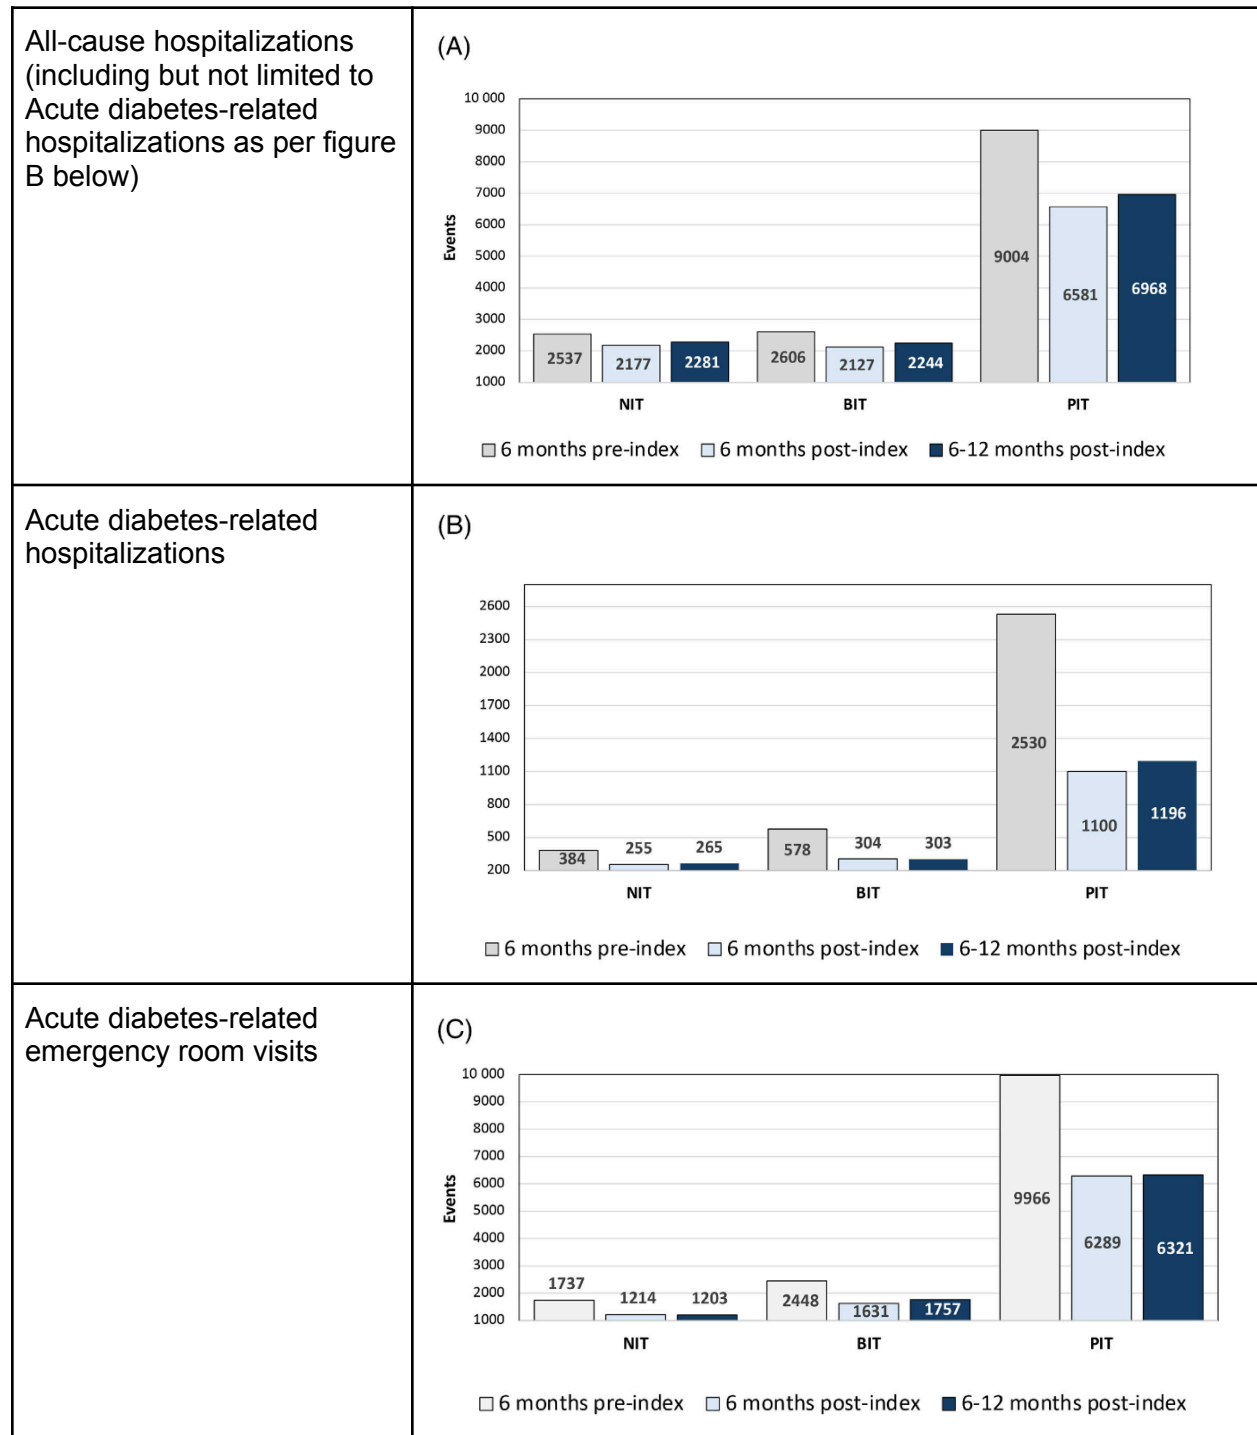 All-cause hospitalizations
(including but not limited to
Acute diabetes-related
hospitalizations as per figure
B below)
(A)
10 000
9000
8000
7000
6000
5000
4000
3000
2000
1000
Events
2537
2177
2281
2606
2127
2244
9004
6581
6968
NIT
BIT
PIT
6 months pre-index
6 months post-index
6-12 months post-index
Acute diabetes-related
hospitalizations
(B)
2600
2300
2000
1700
1400
1100
800
500
200
384
255
265
578
304
303
2530
1100
1196
NIT
BIT
PIT
6 months pre-index
6 months post-index
6-12 months post-index
Acute diabetes-related
emergency room visits
(C)
10 000
9000
8000
7000
6000
5000
4000
3000
2000
1000
Events
1737
1214
1203
2448
1631
1757
9966
6289
6321
NIT
BIT
PIT
6 months pre-index
6 months post-index
6-12 months post-index